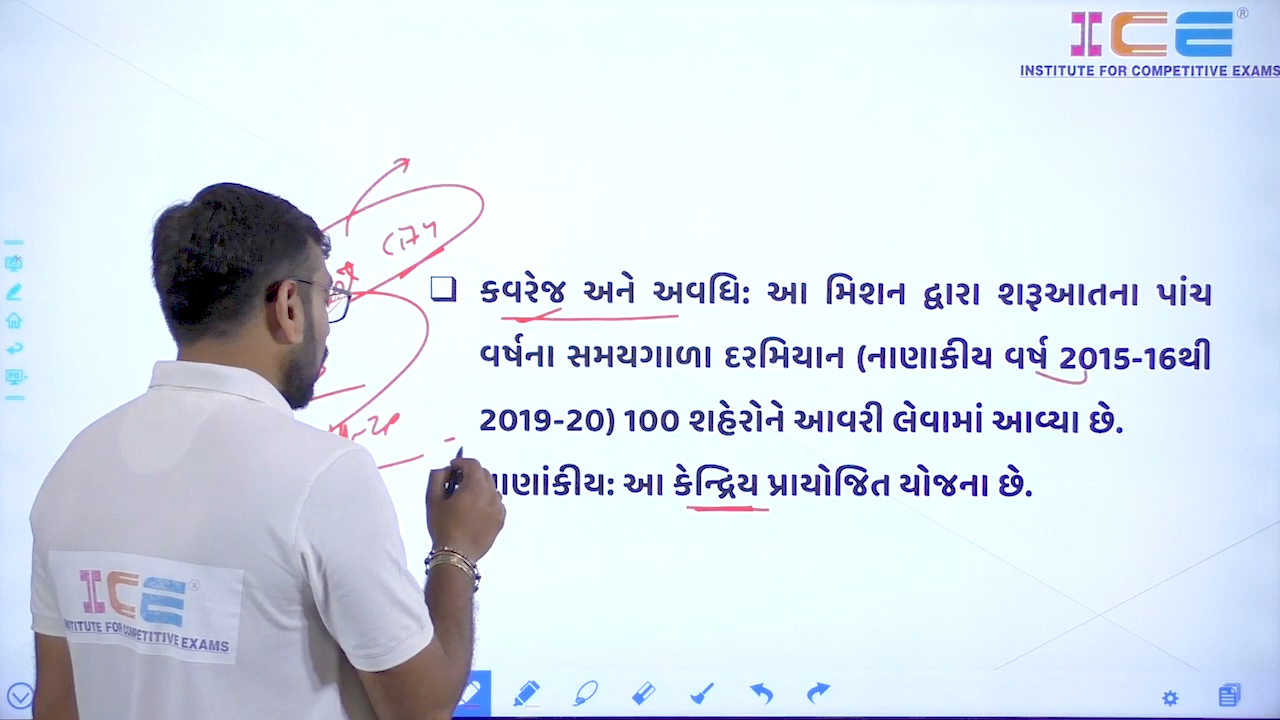 ICE®
INSTITUTE FOR COMPETITIVE EXAMS
CITY
કવરેજ અને અવધિ: આ મિશન દ્વારા શરૂઆતના પાંચ
વર્ષના સમયગાળા દરમિયાન (નાણાકીય વર્ષ 2015-16થી
2019-20) 100 શહેરોને આવરી લેવામાં આવ્યા છે.
આ કેન્દ્રિય પ્રાયોજિત યોજના છે.
ICE®
INSTITUTE FOR COMPETITIVE EXAMS